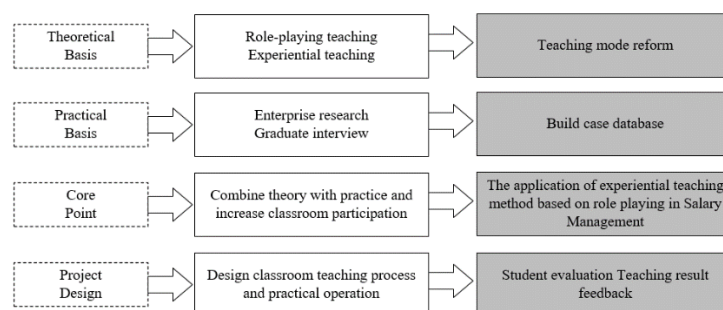 Theoretical
Basis
Role-playing teaching
Experiential teaching
Teaching mode reform
Practical
Basis
Enterprise research
Graduate interview
Build case database
Core
Point
Combine theory with practice and
increase classroom participation
The application of experiential teaching
method based on role playing in Salary
Management
Project
Design
Design classroom teaching process
and practical operation
Student evaluation Teaching result
feedback